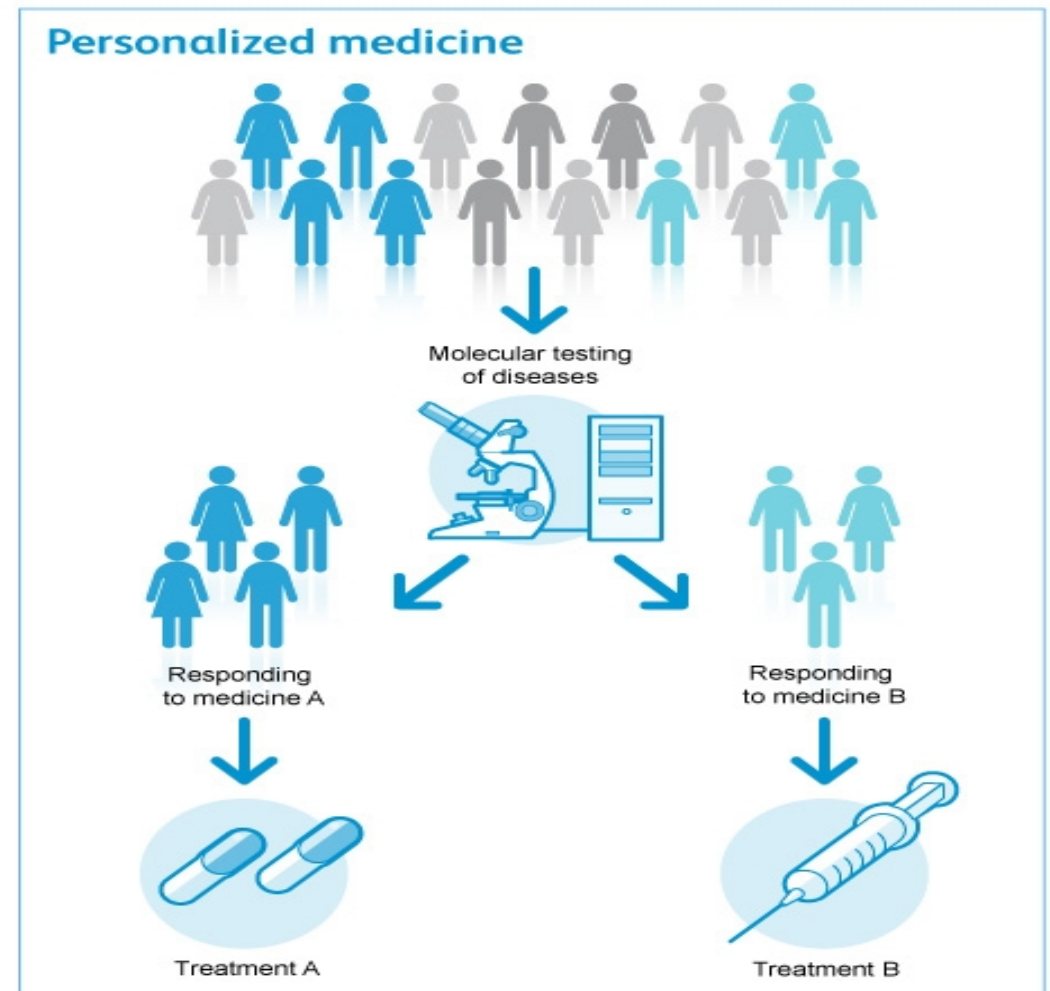 Personalized medicine
Molecular testing
of diseases
Responding
to medicine A
Responding
to medicine B
Treatment A
Treatment B